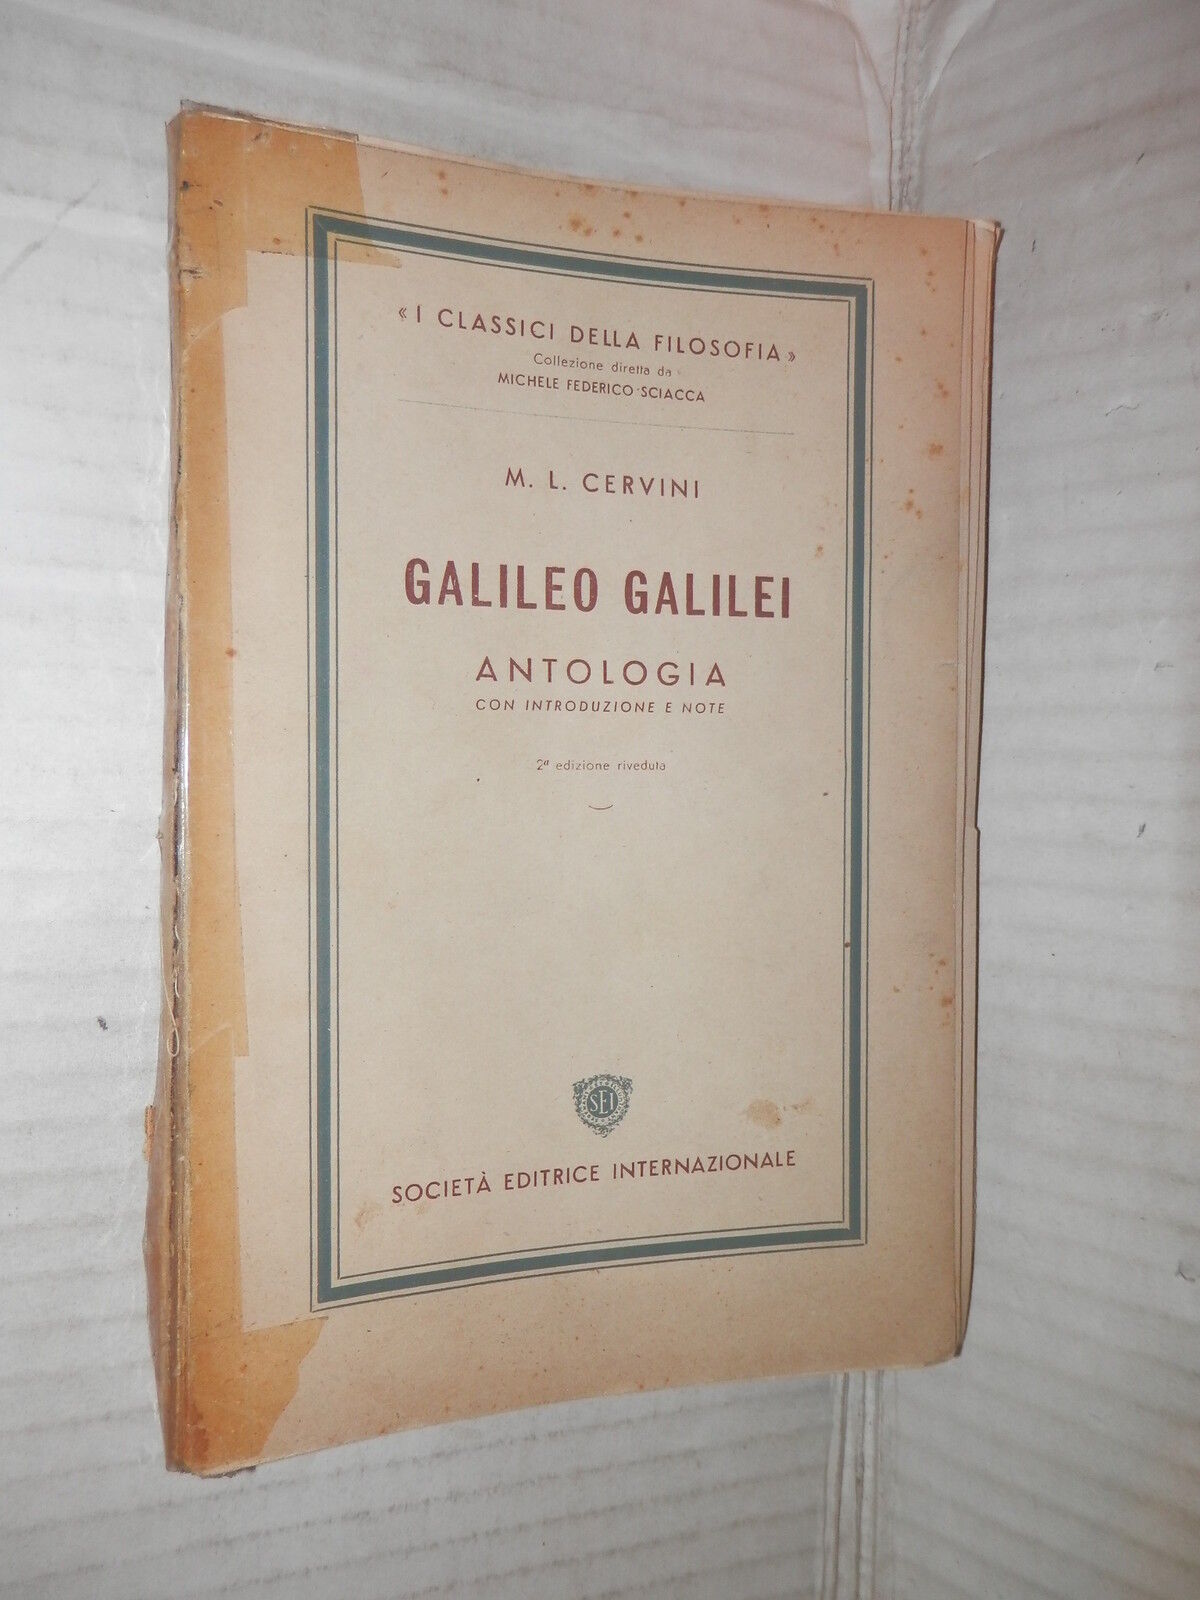 « I CLASSICI DELLA FILOSOFIA »
Collezione diretta da
MICHELE FEDERICO SCIACCA
M. L. CERVINI
GALILEO GALILEI
ANTOLOGIA
CON INTRODUZIONE E NOTE
2ª edizione riveduta
SEI
SOCIETÀ EDITRICE INTERNAZIONALE